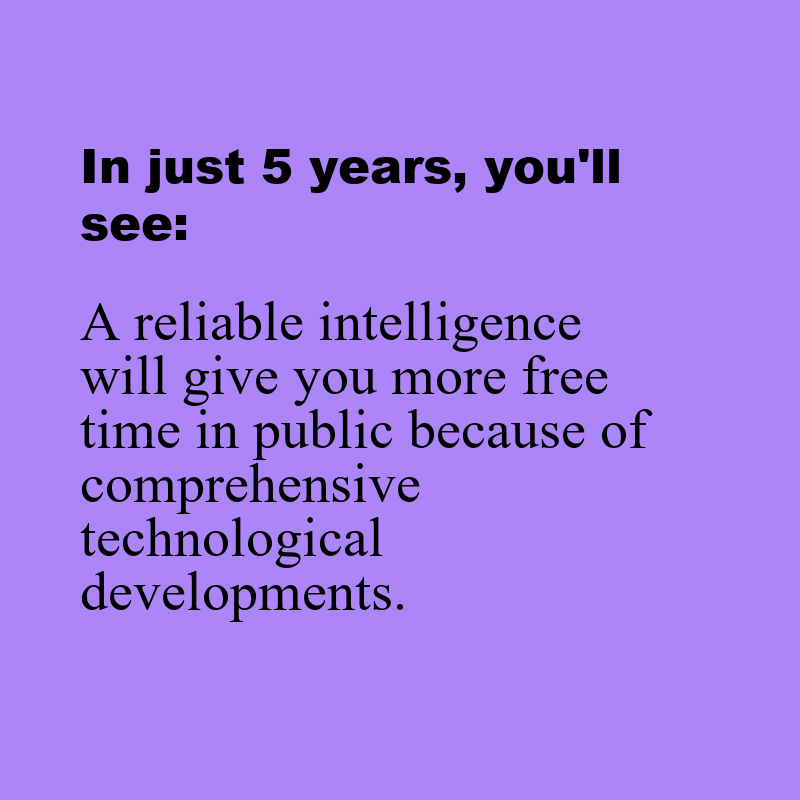 In just 5 years, you'll
see:
A reliable intelligence
will give you more free
time in public because of
comprehensive
technological
developments.